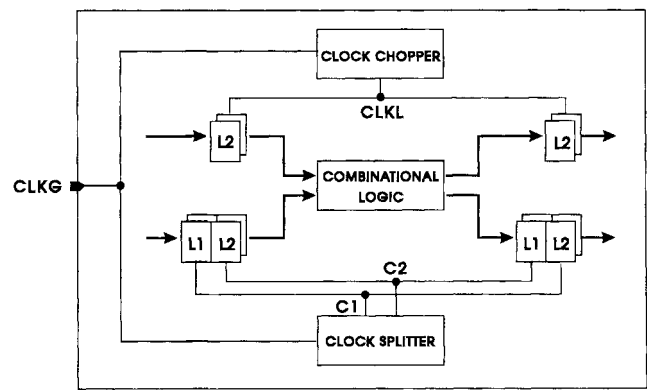 CLOCK CHOPPER
CLKL
L2
L2
CLKG
COMBINATIONAL
LOGIC
L1 L2
L1 L2
C2
C1
CLOCK SPLITTER